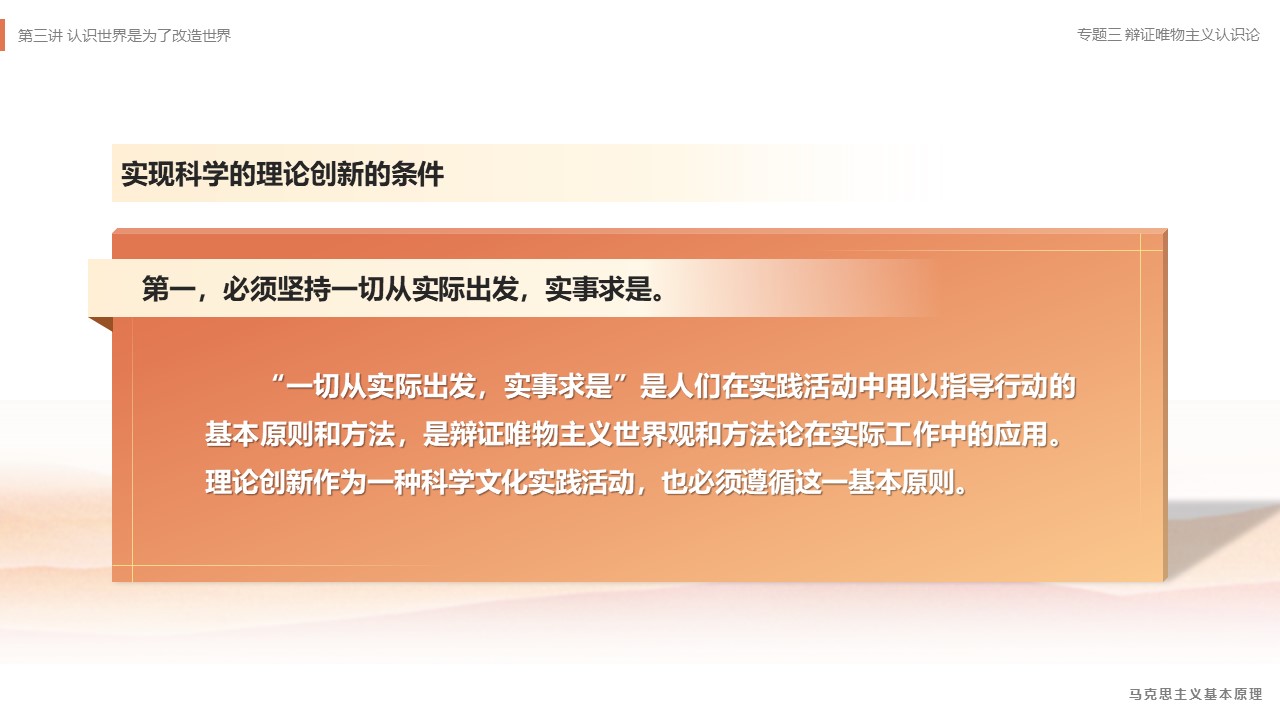 第三讲 认识世界是为了改造世界
专题三 辩证唯物主义认识论
实现科学的理论创新的条件
第一，必须坚持一切从实际出发，实事求是。
“一切从实际出发，实事求是”是人们在实践活动中用以指导行动的
基本原则和方法，是辩证唯物主义世界观和方法论在实际工作中的应用。
理论创新作为一种科学文化实践活动，也必须遵循这一基本原则。
马克思主义基本原理